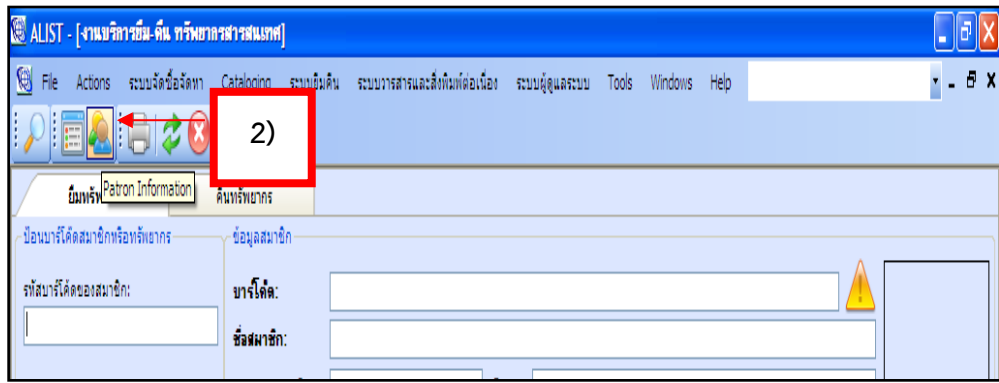 ALIST - [งานบริการยืม-คืน ทรัพยากรสารสนเทศ]
File Actions ระบบจัดซื้อจัดหา Cataloging ระบบยืมคืน ระบบวารสารและสิ่งพิมพ์ต่อเนื่อง ระบบผู้ดูแลระบบ Tools Windows Help
2)
Patron Information
ยืมทรัพ คืนทรัพยากร
ป้อนบาร์โค้ดสมาชิกหรือทรัพยากร ข้อมูลสมาชิก
รหัสบาร์โค้ดของสมาชิก: บาร์โค้ด:
ชื่อสมาชิก: